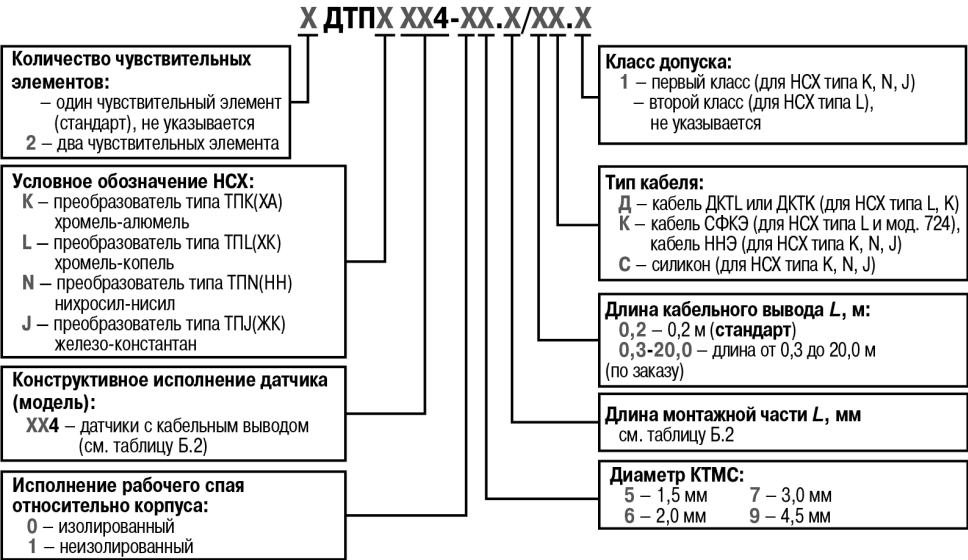 Х ДТПХ ХХ4-ХХ.Х/ХХ.Х
Количество чувствительных
элементов:
– один чувствительный элемент
(стандарт), не указывается
2 – два чувствительных элемента
Условное обозначение НСХ:
K – преобразователь типа ТПК(ХА)
хромель-алюмель
L – преобразователь типа ТПL(ХК)
хромель-копель
N – преобразователь типа ТПN(НН)
нихросил-нисил
J – преобразователь типа ТПJ(ЖК)
железо-константан
Конструктивное исполнение датчика
(модель):
ХХ4 – датчики с кабельным выводом
(см. таблицу Б.2)
Исполнение рабочего спая
относительно корпуса:
0 – изолированный
1 – неизолированный
Класс допуска:
1 – первый класс (для НСХ типа K, N, J)
– второй класс (для НСХ типа L),
не указывается
Тип кабеля:
Д – кабель ДКТL или ДКТК (для НСХ типа L, K)
К – кабель СФКЭ (для НСХ типа L и мод. 724),
кабель ННЭ (для НСХ типа K, N, J)
С – силикон (для НСХ типа K, N, J)
Длина кабельного вывода L, м:
0,2 – 0,2 м (стандарт)
0,3-20,0 – длина от 0,3 до 20,0 м
(по заказу)
Длина монтажной части L, мм
см. таблицу Б.2
Диаметр КТМС:
5 – 1,5 мм 7 – 3,0 мм
6 – 2,0 мм 9 – 4,5 мм